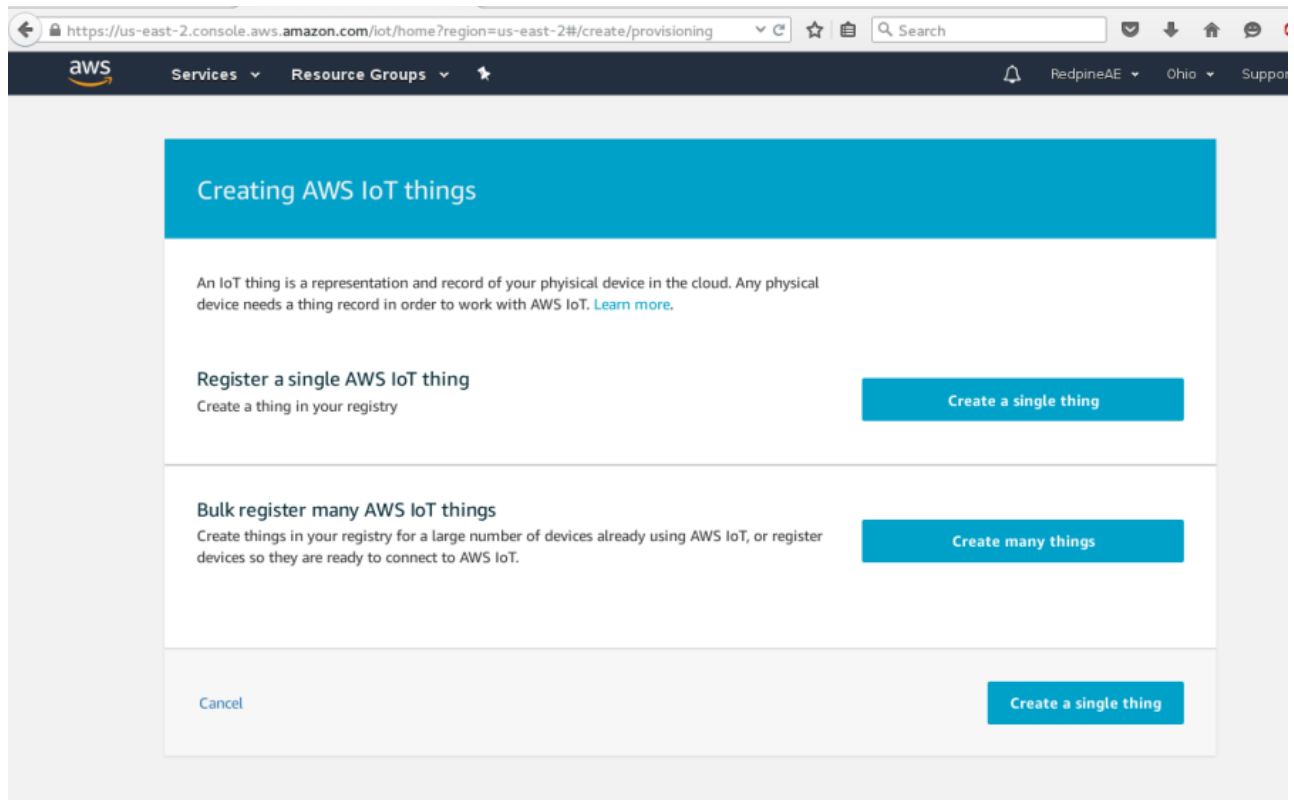 https://us-east-2.console.aws.amazon.com/iot/home?region=us-east-2#/create/provisioning
Search
aws
Services
Resource Groups
RedpineAE
Ohio
Suppor
Creating AWS IoT things
An IoT thing is a representation and record of your phyisical device in the cloud. Any physical
device needs a thing record in order to work with AWS IoT. Learn more.
Register a single AWS IoT thing
Create a thing in your registry
Create a single thing
Bulk register many AWS IoT things
Create things in your registry for a large number of devices already using AWS IoT, or register
devices so they are ready to connect to AWS IoT.
Create many things
Cancel
Create a single thing